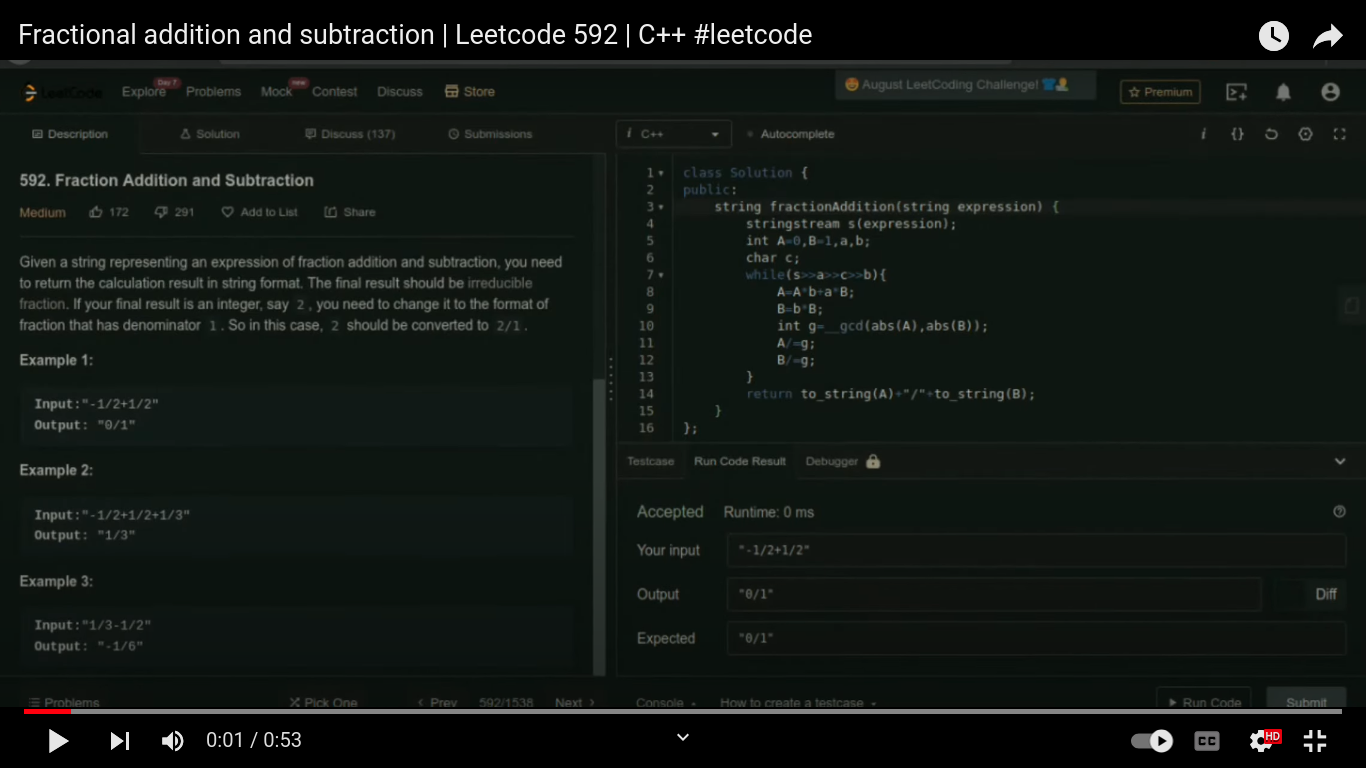 Fractional addition and subtraction | Leetcode 592 | C++ #leetcode
LeetCode
Explore
Day 7
Problems
Mock
new
Contest
Discuss
Store
August LeetCoding Challenge!
Premium
Description
Solution
Discuss (137)
Submissions
i C++
Autocomplete
i {}
592. Fraction Addition and Subtraction
Medium 172 291 Add to List Share
Given a string representing an expression of fraction addition and subtraction, you need
to return the calculation result in string format. The final result should be irreducible
fraction. If your final result is an integer, say 2 , you need to change it to the format of
fraction that has denominator 1 . So in this case, 2 should be converted to 2/1 .
Example 1:
Input:"-1/2+1/2"
Output: "0/1"
Example 2:
Input:"-1/2+1/2+1/3"
Output: "1/3"
Example 3:
Input:"1/3-1/2"
Output: "-1/6"
1 class Solution {
2 public:
3 string fractionAddition(string expression) {
4 stringstream s(expression);
5 int A=0,B=1,a,b;
6 char c;
7 while(s>>a>>c>>b){
8 A=A*b+a*B;
9 B=b*B;
10 int g=__gcd(abs(A),abs(B));
11 A/=g;
12 B/=g;
13 }
14 return to_string(A)+"/"+to_string(B);
15 }
16 };
Testcase
Run Code Result
Debugger
Accepted Runtime: 0 ms
Your input "-1/2+1/2"
Output "0/1" Diff
Expected "0/1"
Problems
Pick One
Prev
592/1538
Next
Console
How to create a testcase
Run Code
Submit
0:01 / 0:53
CC
HD